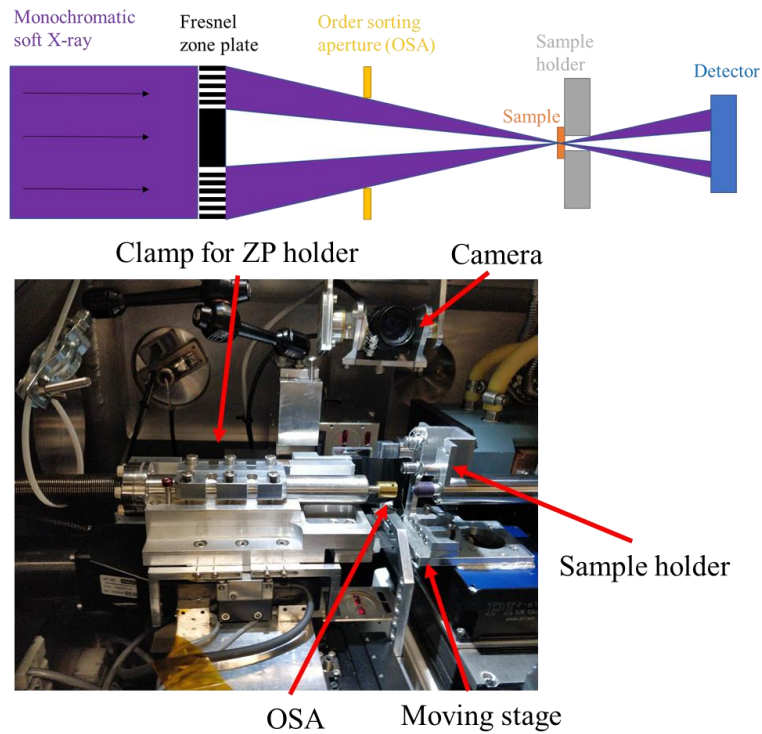 Monochromatic
soft X-ray
Fresnel
zone plate
Order sorting
aperture (OSA)
Sample
holder
Detector
Sample
Clamp for ZP holder
Camera
Sample holder
OSA
Moving stage
PI